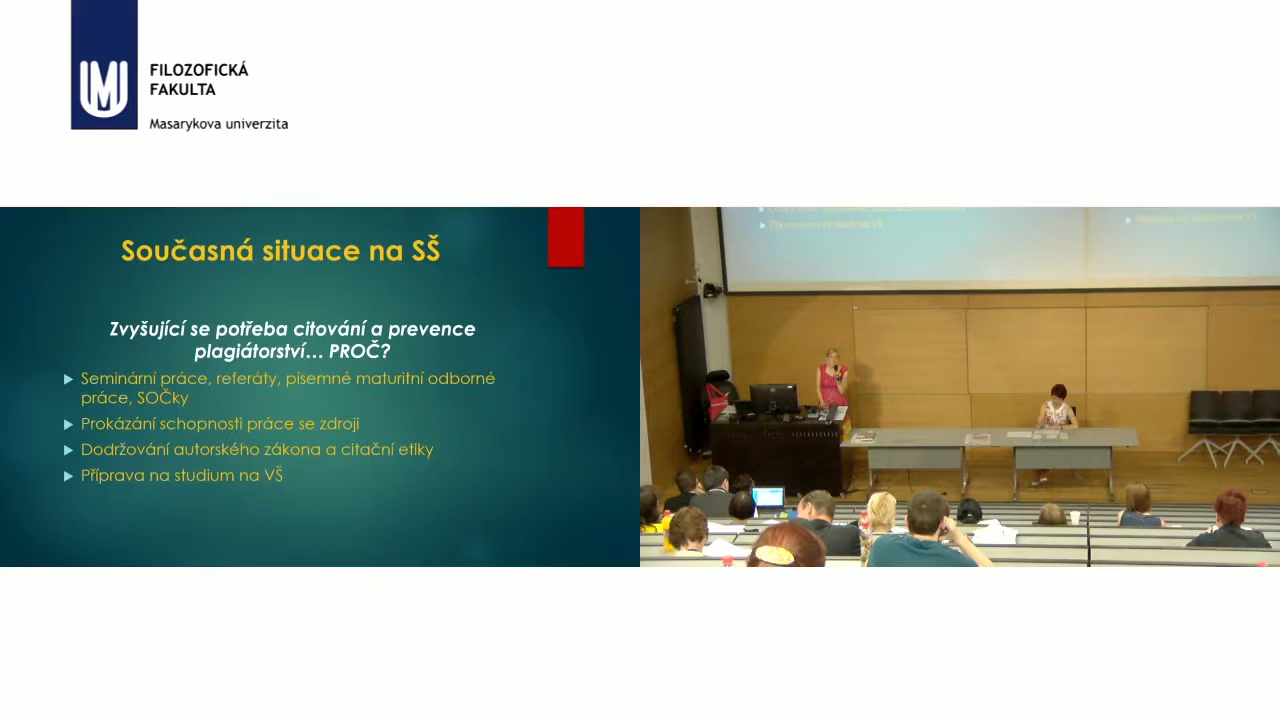 FILOZOFICKÁ
FAKULTA
Masarykova univerzita
Současná situace na SŠ
Zvyšující se potřeba citování a prevence
plagiátorství... PROČ?
Seminární práce, referáty, písemné maturitní odborné
práce, SOČky
Prokázání schopnosti práce se zdroji
Dodržování autorského zákona a citační etiky
Příprava na studium na VŠ